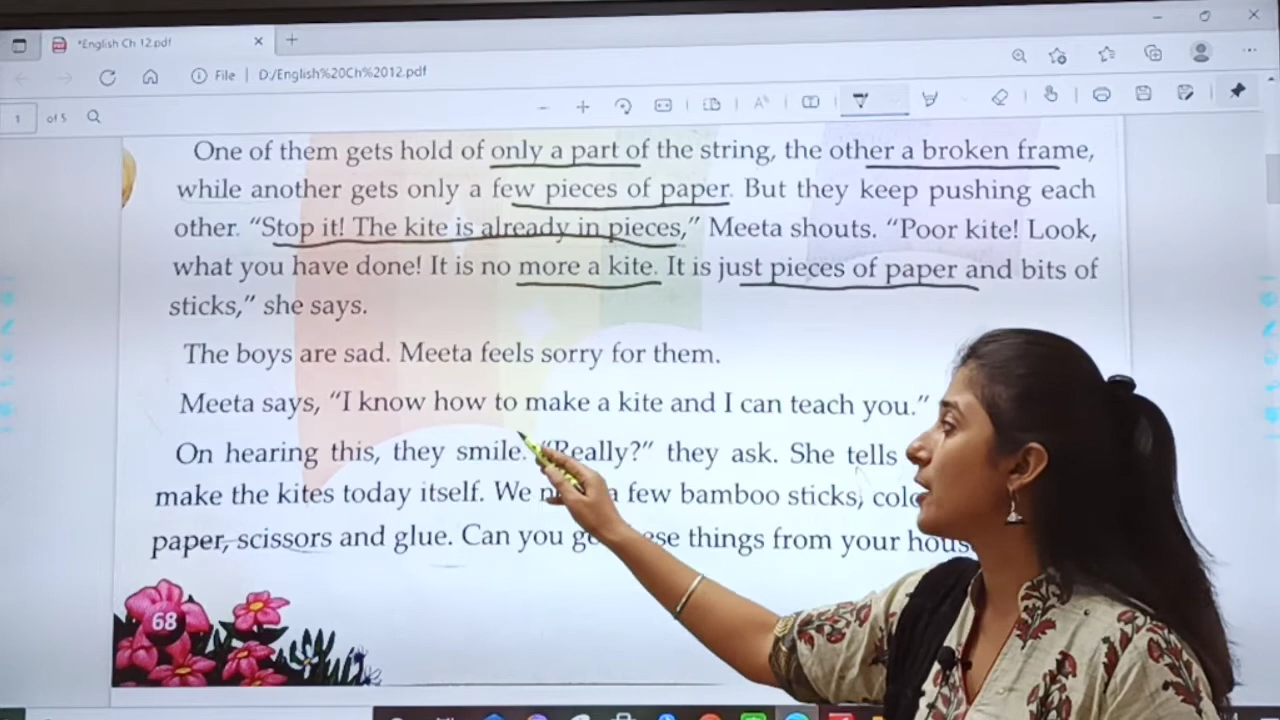 *English Ch 12.pdf
File | D:/English%20Ch%2012.pdf
1 of 5
One of them gets hold of only a part of the string, the other a broken frame,
while another gets only a few pieces of paper. But they keep pushing each
other. “Stop it! The kite is already in pieces,” Meeta shouts. “Poor kite! Look,
what you have done! It is no more a kite. It is just pieces of paper and bits of
sticks,” she says.
The boys are sad. Meeta feels sorry for them.
Meeta says, “I know how to make a kite and I can teach you.”
On hearing this, they smile. “Really?” they ask. She tells
make the kites today itself. We a few bamboo sticks,
paper, scissors and glue. Can you things from your
68